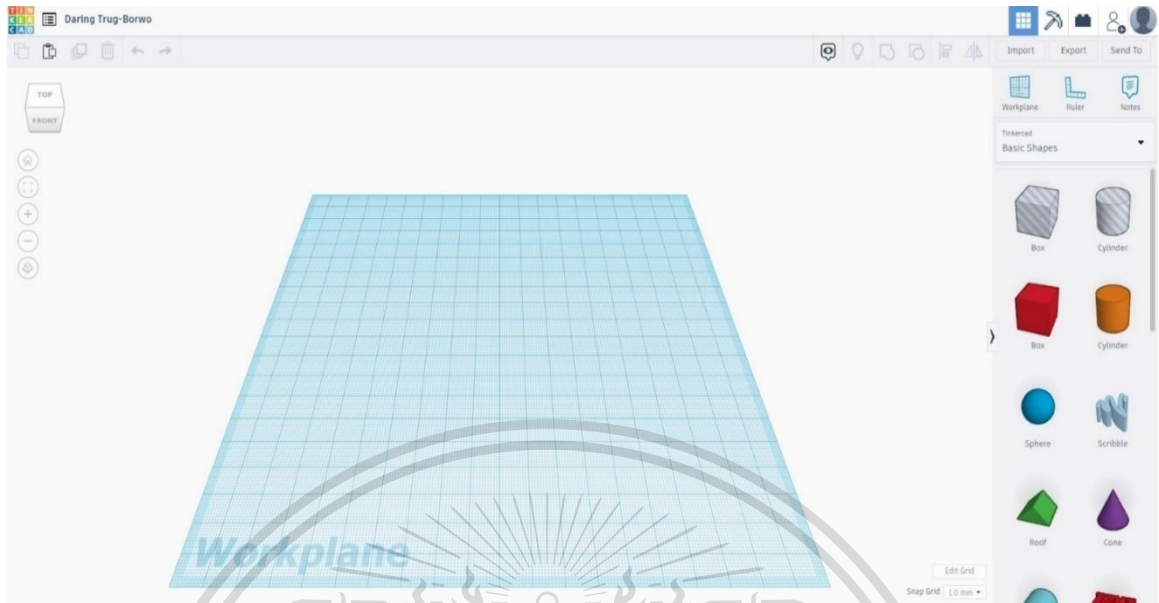 TIN
KER
CAD
Daring Trug-Borwo
Import Export Send To
TOP
FRONT
Workplane Ruler Notes
Tinkercad
Basic Shapes
Box Cylinder
Box Cylinder
Sphere Scribble
Roof Cone
Workplane
Edit Grid
Snap Grid 1.0 mm